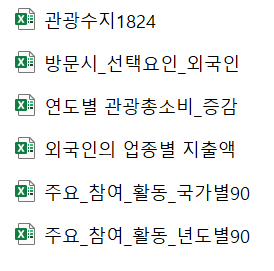 관광수지1824
방문시_선택요인_외국인
연도별 관광총소비_증감
외국인의 업종별 지출액
주요_참여_활동_국가별90
주요_참여_활동_년도별90